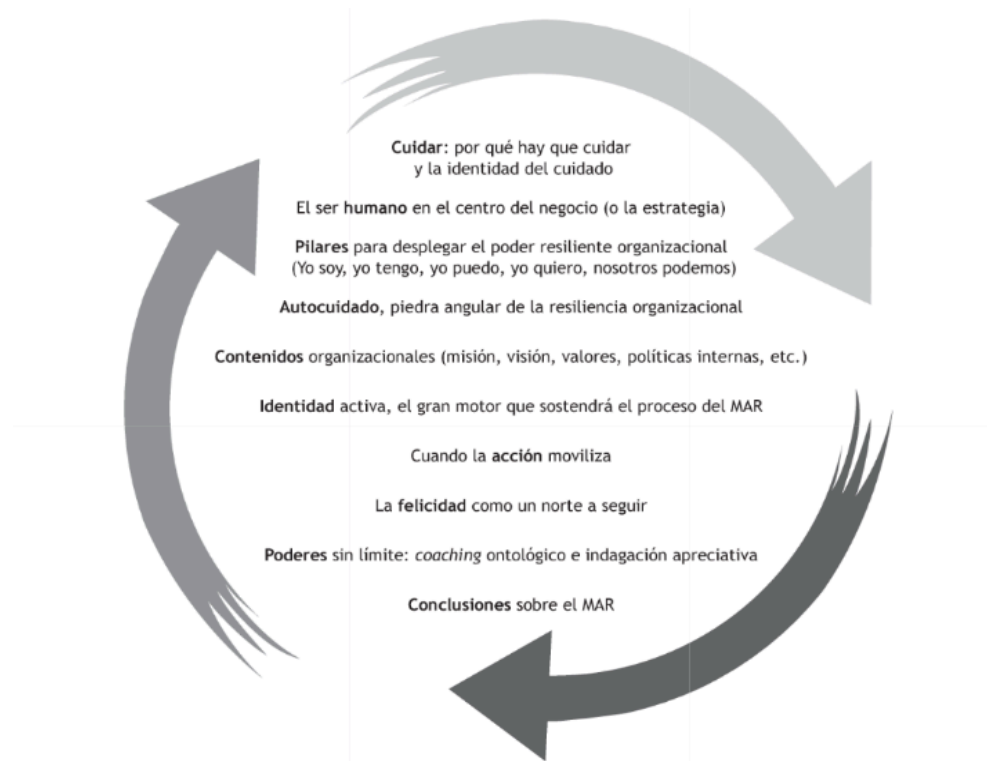 Cuidar: por qué hay que cuidar
y la identidad del cuidado
El ser humano en el centro del negocio (o la estrategia)
Pilares para desplegar el poder resiliente organizacional
(Yo soy, yo tengo, yo puedo, yo quiero, nosotros podemos)
Autocuidado, piedra angular de la resiliencia organizacional
Contenidos organizacionales (misión, visión, valores, políticas internas, etc.)
Identidad activa, el gran motor que sostendrá el proceso del MAR
Cuando la acción moviliza
La felicidad como un norte a seguir
Poderes sin límite: coaching ontológico e indagación apreciativa
Conclusiones sobre el MAR